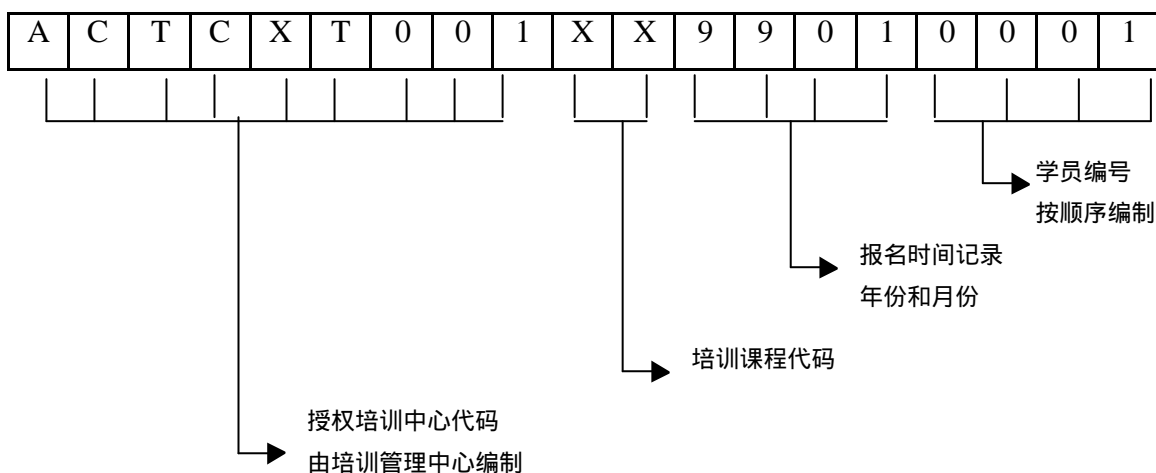 A C T C X T 0 0 1 X X 9 9 0 1 0 0 0 1
学员编号
按顺序编制
报名时间记录
年份和月份
培训课程代码
授权培训中心代码
由培训管理中心编制